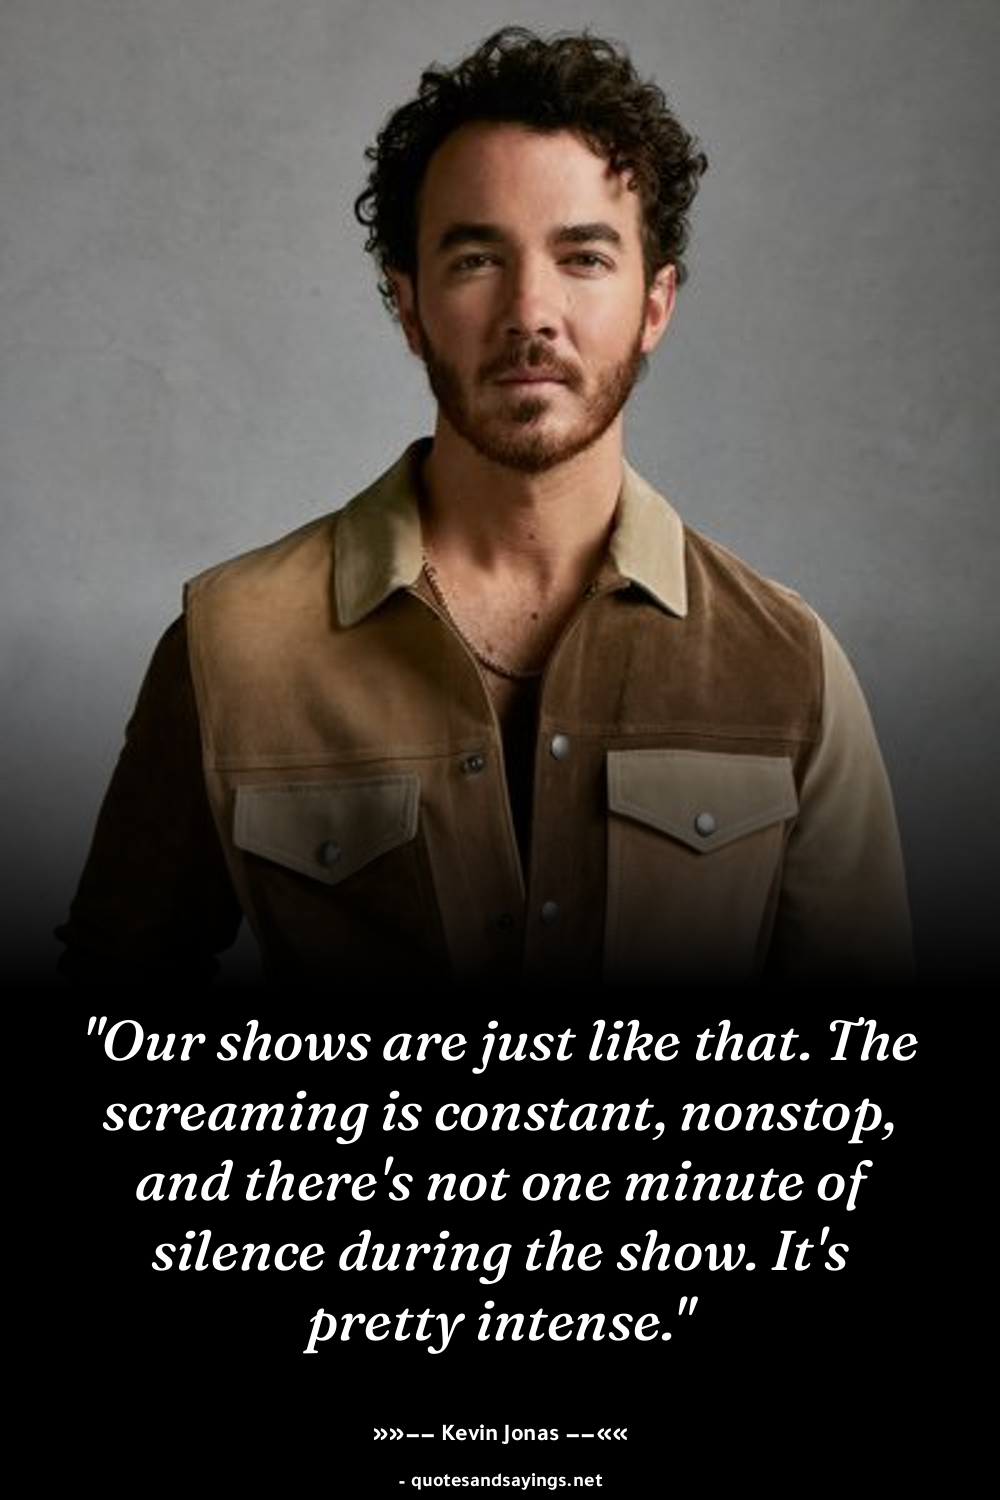 "Our shows are just like that. The
screaming is constant, nonstop,
and there's not one minute of
silence during the show. It's
pretty intense."
»»−− Kevin Jonas −−««
- quotesandsayings.net